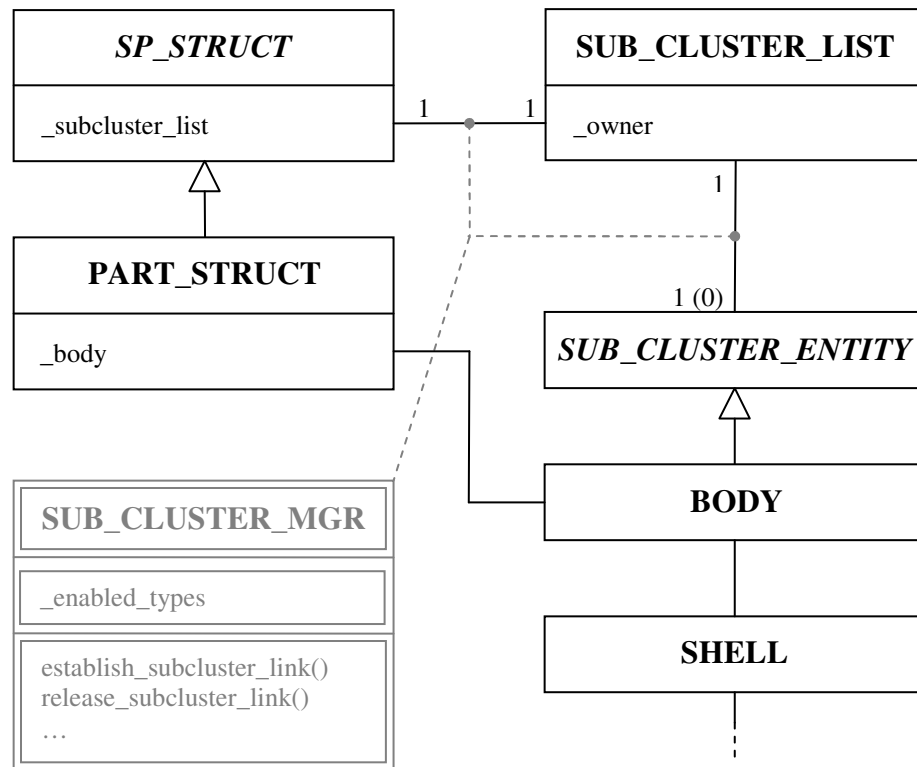 SP_STRUCT
_subcluster_list
SUB_CLUSTER_LIST
_owner
1
1
1
PART_STRUCT
_body
1 (0)
SUB_CLUSTER_ENTITY
BODY
SUB_CLUSTER_MGR
_enabled_types
establish_subcluster_link()
release_subcluster_link()
…
SHELL